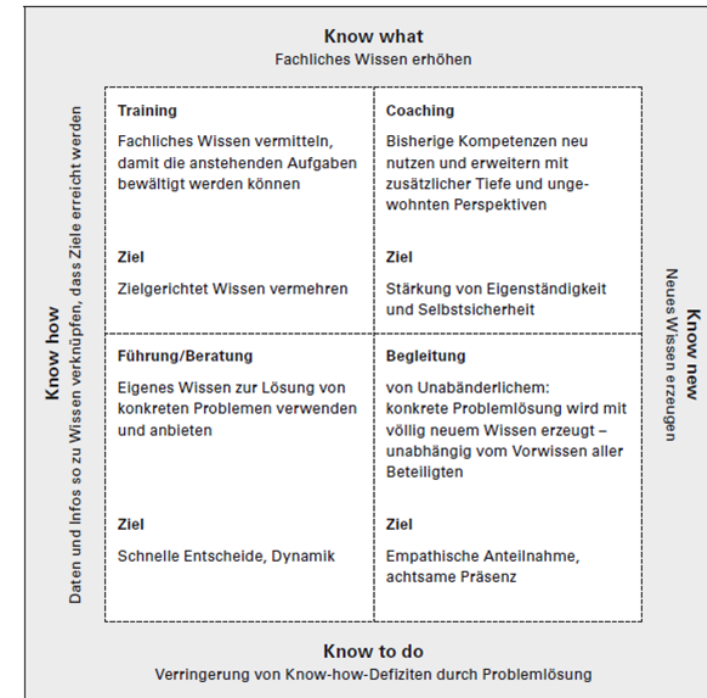 Know what
Fachliches Wissen erhöhen
Know how
Daten und Infos so zu Wissen verknüpfen, dass Ziele erreicht werden
Training
Fachliches Wissen vermitteln,
damit die anstehenden Aufgaben
bewältigt werden können
Ziel
Zielgerichtet Wissen vermehren
Coaching
Bisherige Kompetenzen neu
nutzen und erweitern mit
zusätzlicher Tiefe und unge-
wohnten Perspektiven
Ziel
Stärkung von Eigenständigkeit
und Selbstsicherheit
Führung/Beratung
Eigenes Wissen zur Lösung von
konkreten Problemen verwenden
und anbieten
Ziel
Schnelle Entscheide, Dynamik
Begleitung
von Unabänderlichem:
konkrete Problemlösung wird mit
völlig neuem Wissen erzeugt –
unabhängig vom Vorwissen aller
Beteiligten
Ziel
Empathische Anteilnahme,
achtsame Präsenz
Know new
Neues Wissen erzeugen
Know to do
Verringerung von Know-how-Defiziten durch Problemlösung